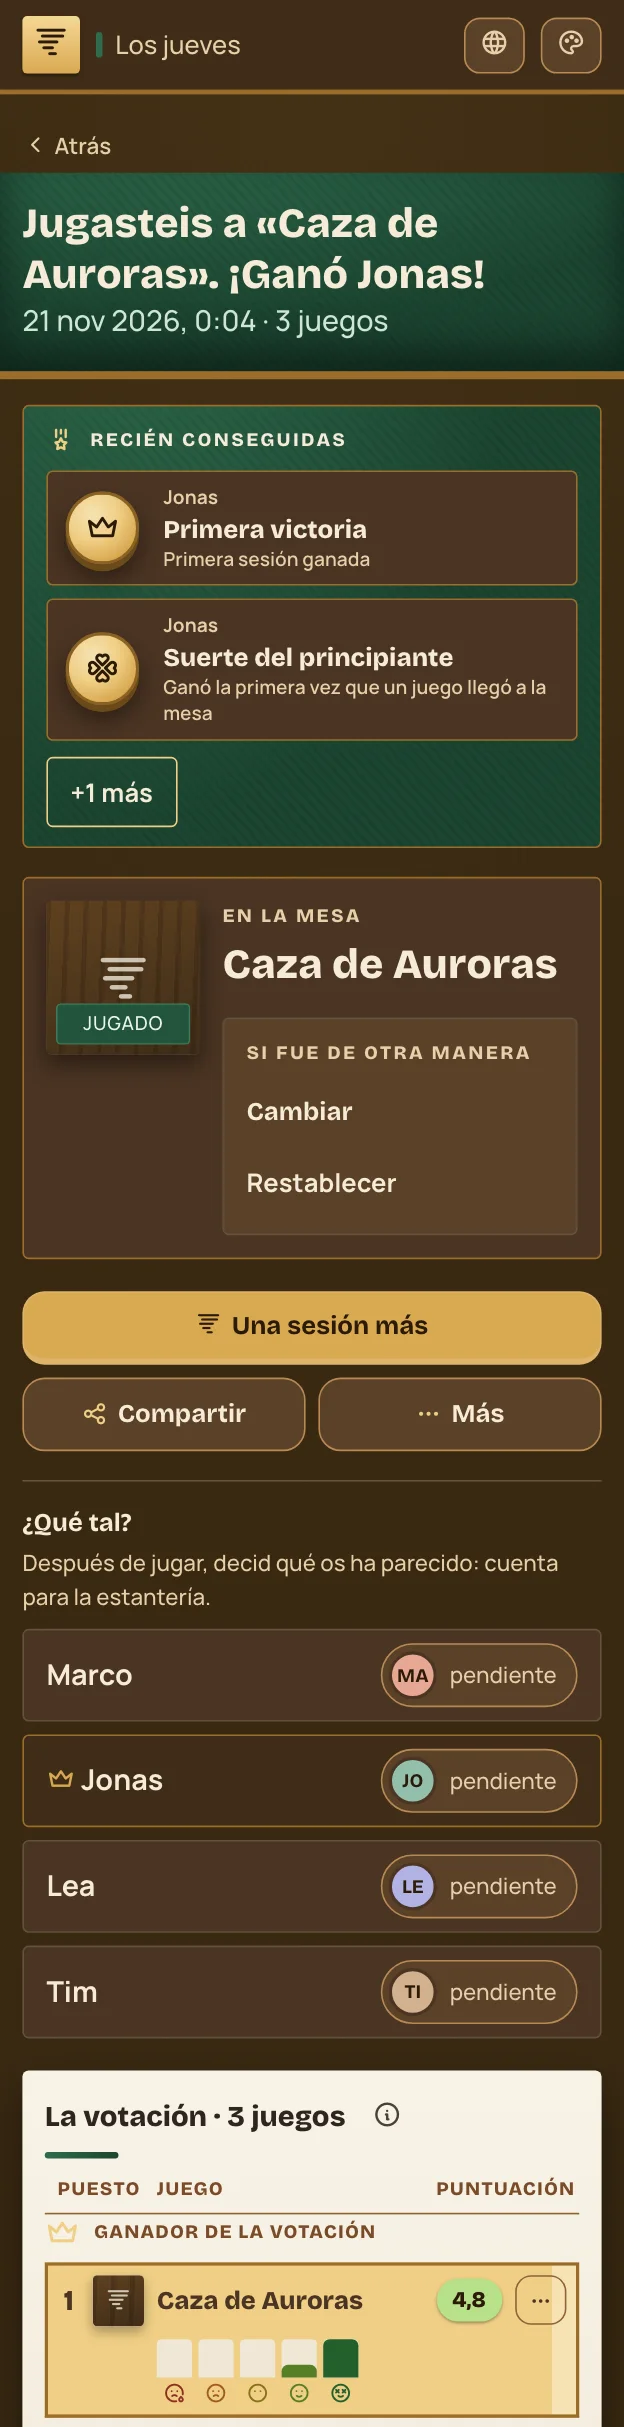 Los jueves
Atrás
Jugasteis a «Caza de
Auroras». ¡Ganó Jonas!
21 nov 2026, 0:04 · 3 juegos
RECIÉN CONSEGUIDAS
Jonas
Primera victoria
Primera sesión ganada
Jonas
Suerte del principiante
Ganó la primera vez que un juego llegó a la
mesa
+1 más
EN LA MESA
Caza de Auroras
JUGADO
SI FUE DE OTRA MANERA
Cambiar
Restablecer
Una sesión más
Compartir
Más
¿Qué tal?
Después de jugar, decid qué os ha parecido: cuenta
para la estantería.
Marco MA pendiente
Jonas JO pendiente
Lea LE pendiente
Tim TI pendiente
La votación · 3 juegos
PUESTO JUEGO PUNTUACIÓN
GANADOR DE LA VOTACIÓN
1 Caza de Auroras 4,8